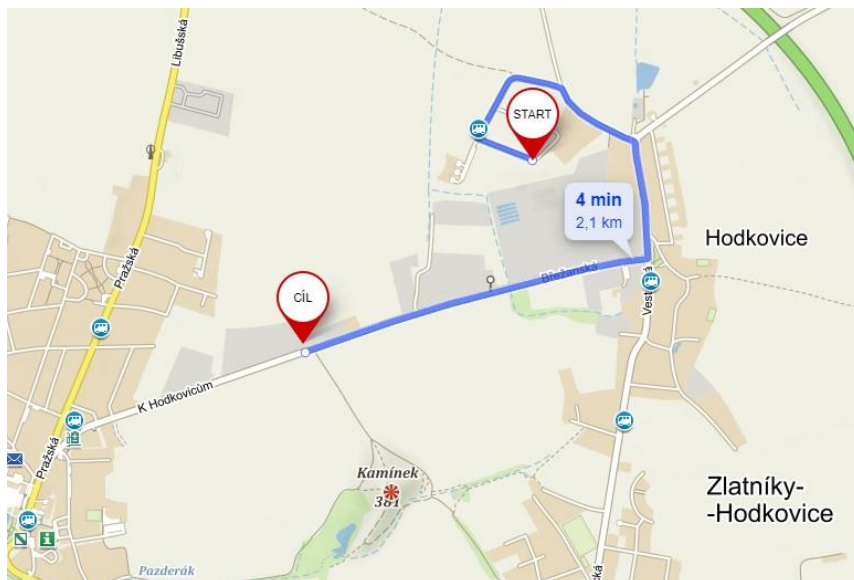 Libušská
START
4 min
2,1 km
Pražská
Hodkovice
Břežanská
Vestecká
CÍL
K Hodkovicům
Pražská
Kamínek
381
Zlatníky-
-Hodkovice
Pazderák